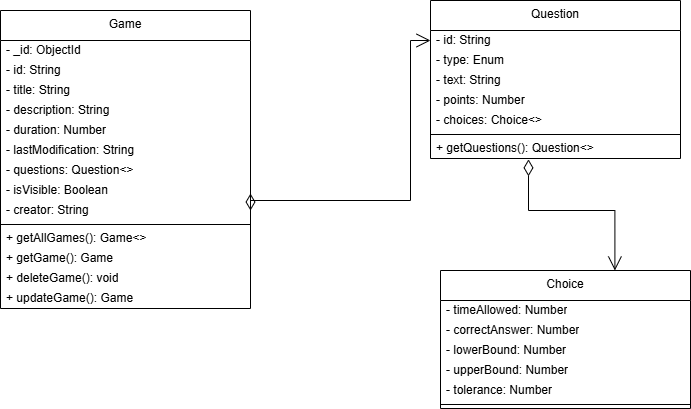 Game
- _id: ObjectId
- id: String
- title: String
- description: String
- duration: Number
- lastModification: String
- questions: Question<>
- isVisible: Boolean
- creator: String
+ getAllGames(): Game<>
+ getGame(): Game
+ deleteGame(): void
+ updateGame(): Game
Question
- id: String
- type: Enum
- text: String
- points: Number
- choices: Choice<>
+ getQuestions(): Question<>
Choice
- timeAllowed: Number
- correctAnswer: Number
- lowerBound: Number
- upperBound: Number
- tolerance: Number